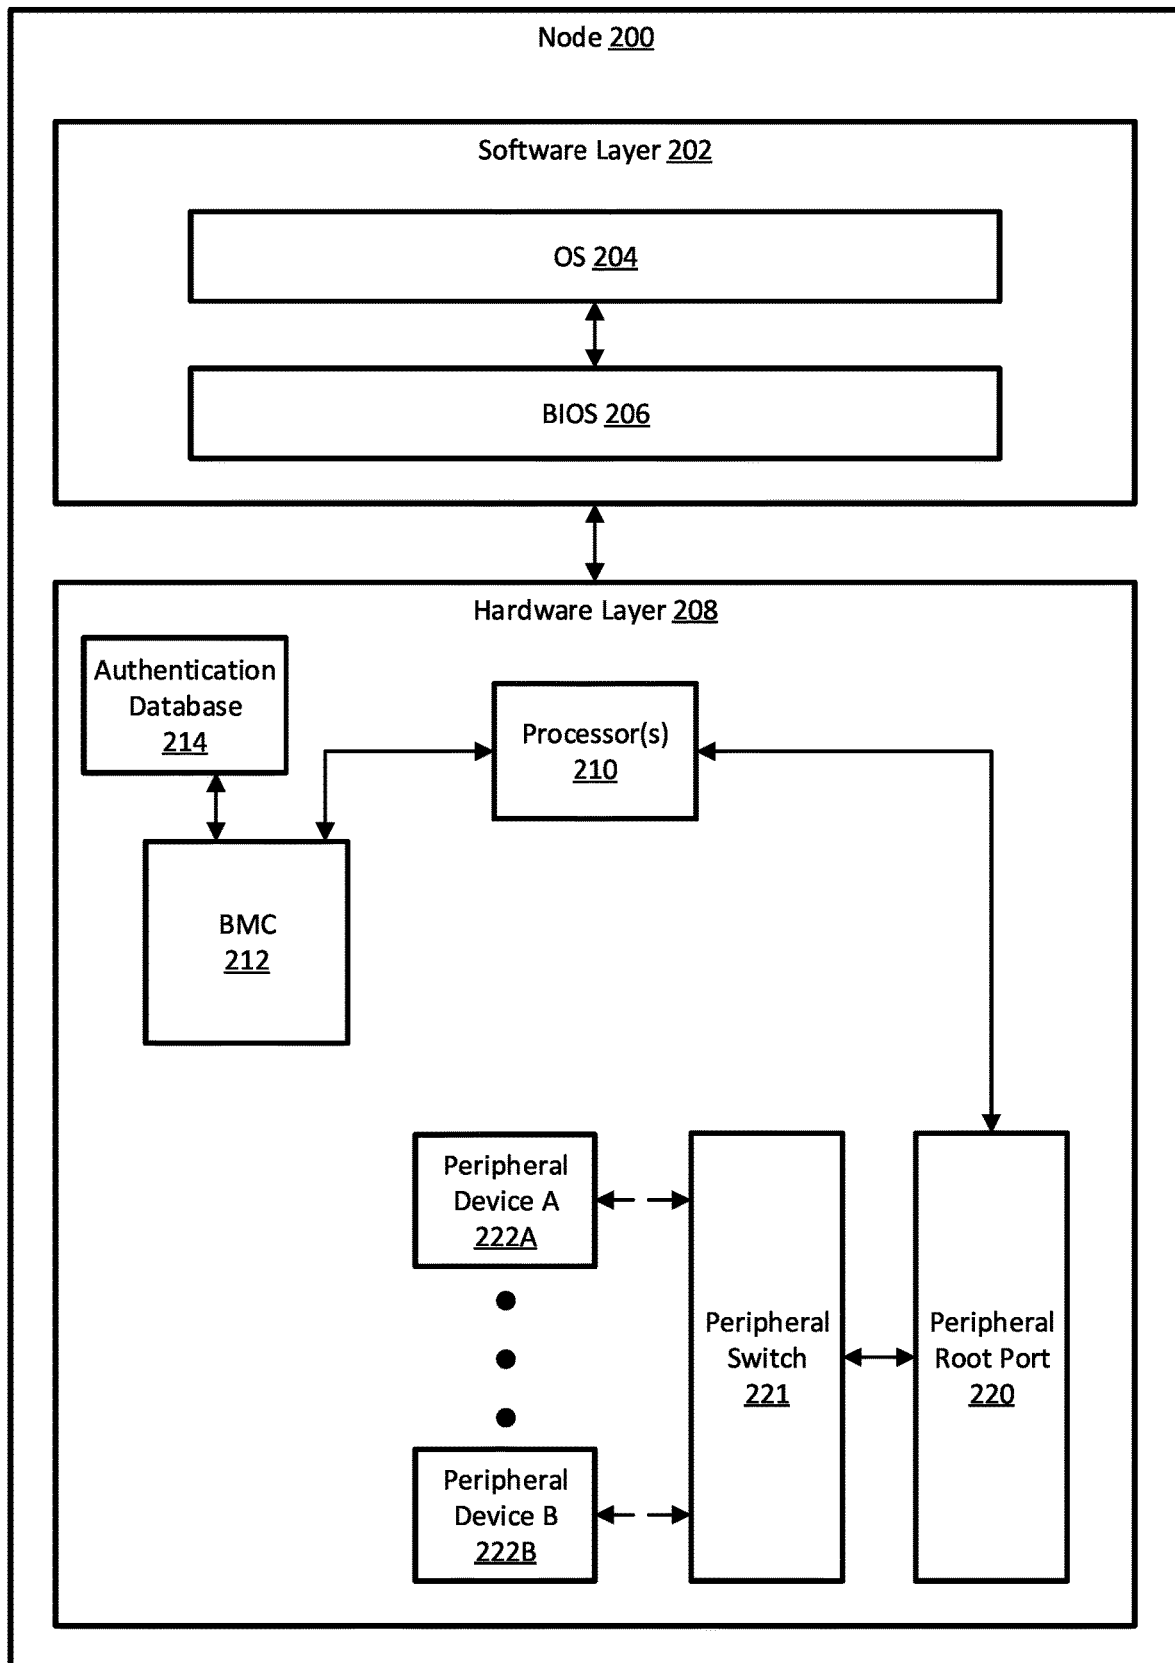 Node 200
Software Layer 202
OS 204
BIOS 206
Hardware Layer 208
Authentication
Database
214
Processor(s)
210
BMC
212
Peripheral
Device A
222A
Peripheral
Switch
221
Peripheral
Root Port
220
Peripheral
Device B
222B